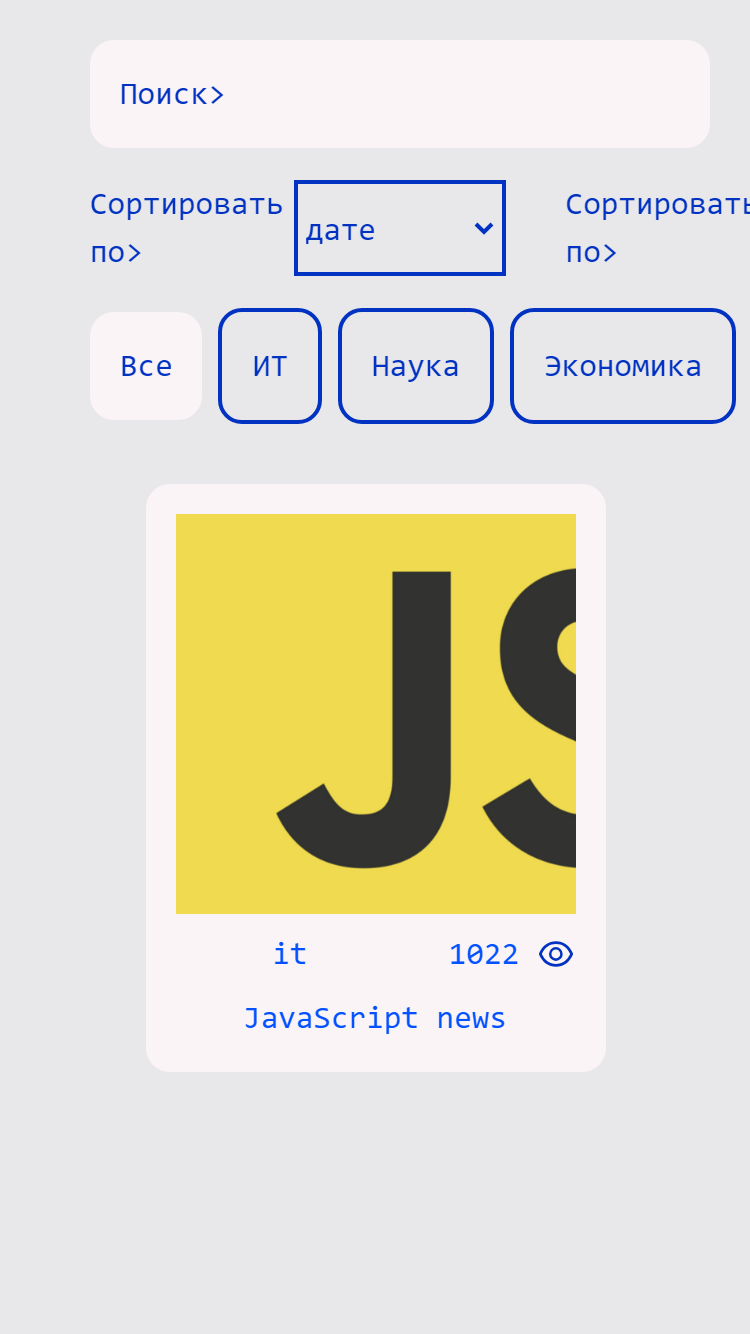 Поиск>
Сортировать по> дате Сортировать по>
Все ИТ Наука Экономика
JS
it 1022
JavaScript news